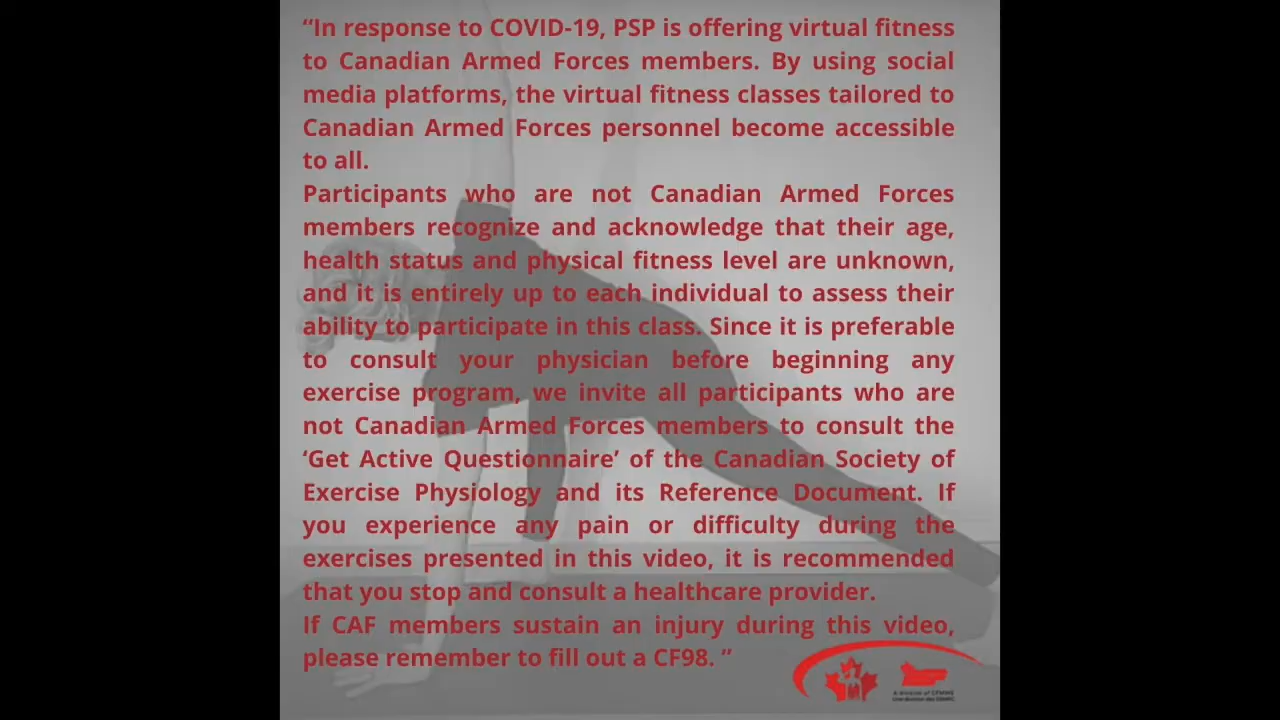 “In response to COVID-19, PSP is offering virtual fitness
to Canadian Armed Forces members. By using social
media platforms, the virtual fitness classes tailored to
Canadian Armed Forces personnel become accessible
to all.
Participants who are not Canadian Armed Forces
members recognize and acknowledge that their age,
health status and physical fitness level are unknown,
and it is entirely up to each individual to assess their
ability to participate in this class. Since it is preferable
to consult your physician before beginning any
exercise program, we invite all participants who are
not Canadian Armed Forces members to consult the
‘Get Active Questionnaire’ of the Canadian Society of
Exercise Physiology and its Reference Document. If
you experience any pain or difficulty during the
exercises presented in this video, it is recommended
that you stop and consult a healthcare provider.
If CAF members sustain an injury during this video,
please remember to fill out a CF98. ”
A division of CFMWS